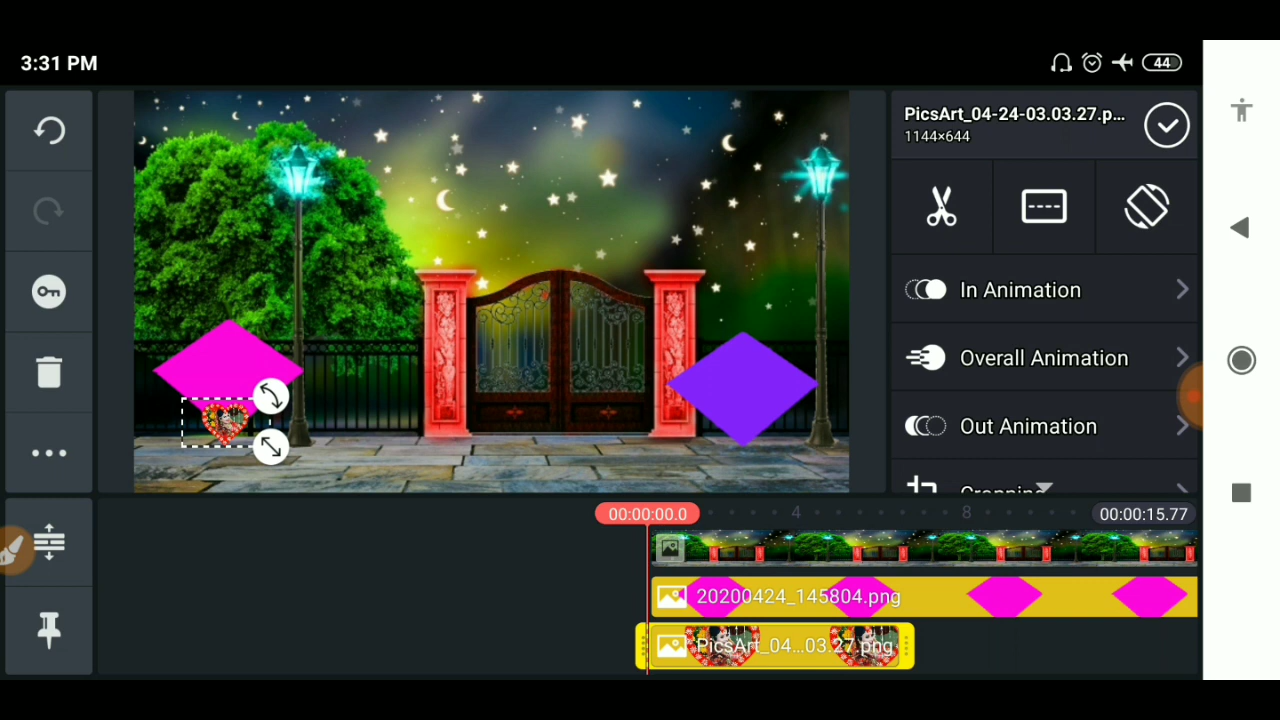 3:31 PM
44
PicsArt_04-24-03.03.27.p...
1144×644
In Animation
Overall Animation
Out Animation
Cropping
00:00:00.0
4
8
00:00:15.77
20200424_145804.png
PicsArt_04...03.27.png